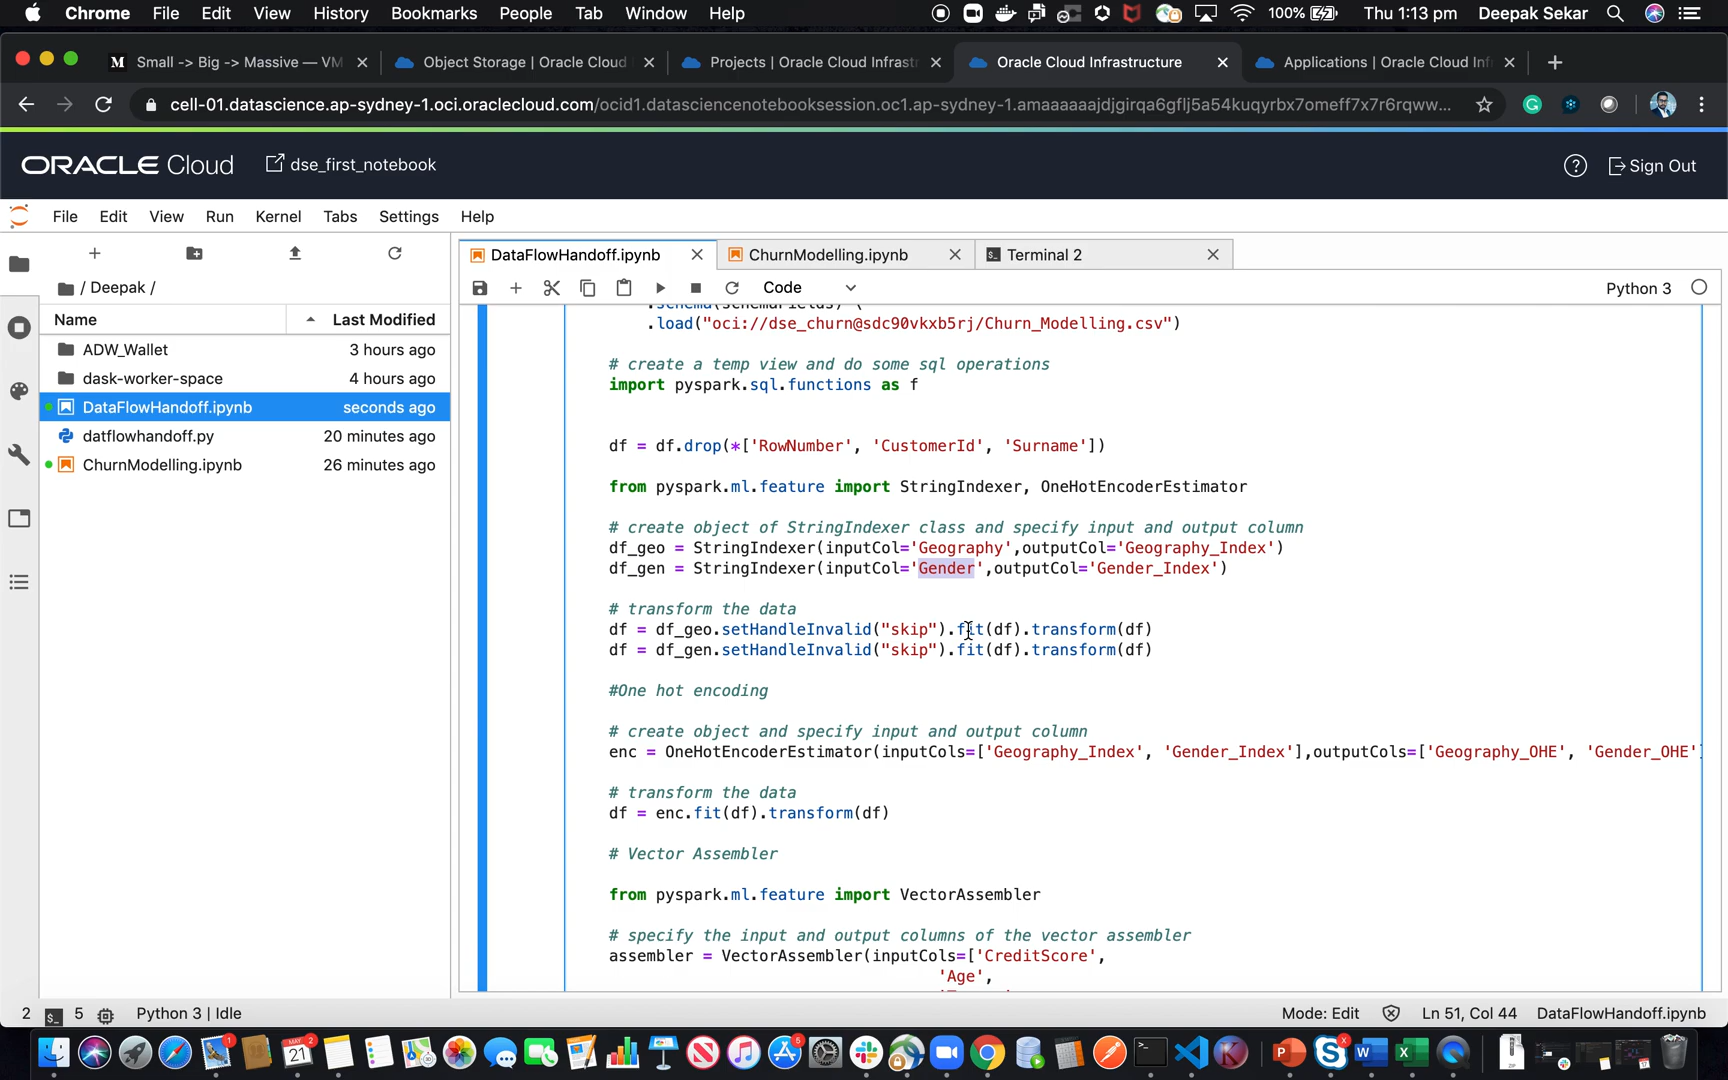 Chrome File Edit View History Bookmarks People Tab Window Help 100% Thu 1:13 pm Deepak Sekar
M Small -> Big -> Massive — VM Object Storage | Oracle Cloud Projects | Oracle Cloud Infrast Oracle Cloud Infrastructure Applications | Oracle Cloud Inf
cell-01.datascience.ap-sydney-1.oci.oraclecloud.com/ocid1.datasciencenotebooksession.oc1.ap-sydney-1.amaaaaaajdjgirqa6gflj5a54kuqyrbx7omeff7x7r6rqww...
ORACLE Cloud dse_first_notebook ? Sign Out
File Edit View Run Kernel Tabs Settings Help
DataFlowHandoff.ipynb ChurnModelling.ipynb Terminal 2
/ Deepak / Code Python 3
Name Last Modified
ADW_Wallet 3 hours ago
dask-worker-space 4 hours ago
DataFlowHandoff.ipynb seconds ago
datflowhandoff.py 20 minutes ago
ChurnModelling.ipynb 26 minutes ago
.schema(schemaFields) \
.load("oci://dse_churn@sdc90vkxb5rj/Churn_Modelling.csv")
# create a temp view and do some sql operations
import pyspark.sql.functions as f
df = df.drop(*['RowNumber', 'CustomerId', 'Surname'])
from pyspark.ml.feature import StringIndexer, OneHotEncoderEstimator
# create object of StringIndexer class and specify input and output column
df_geo = StringIndexer(inputCol='Geography',outputCol='Geography_Index')
df_gen = StringIndexer(inputCol='Gender',outputCol='Gender_Index')
# transform the data
df = df_geo.setHandleInvalid("skip").fit(df).transform(df)
df = df_gen.setHandleInvalid("skip").fit(df).transform(df)
#One hot encoding
# create object and specify input and output column
enc = OneHotEncoderEstimator(inputCols=['Geography_Index', 'Gender_Index'],outputCols=['Geography_OHE', 'Gender_OHE']
# transform the data
df = enc.fit(df).transform(df)
# Vector Assembler
from pyspark.ml.feature import VectorAssembler
# specify the input and output columns of the vector assembler
assembler = VectorAssembler(inputCols=['CreditScore',
'Age',
2 5 Python 3 | Idle Mode: Edit Ln 51, Col 44 DataFlowHandoff.ipynb